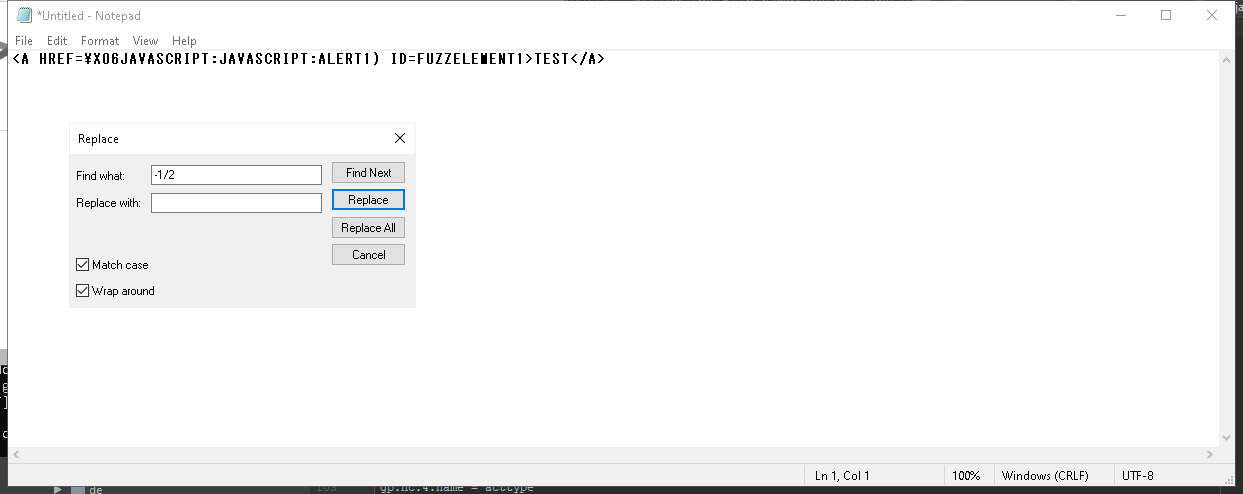 *Untitled - Notepad
File Edit Format View Help
<A HREF=¥X06JAVASCRIPT:JAVASCRIPT:ALERT1) ID=FUZZELEMENT1>TEST</A>
Replace
Find what: -1/2 Find Next
Replace with: Replace
Replace All
Cancel
Match case
Wrap around
Ln 1, Col 1 100% Windows (CRLF) UTF-8
de